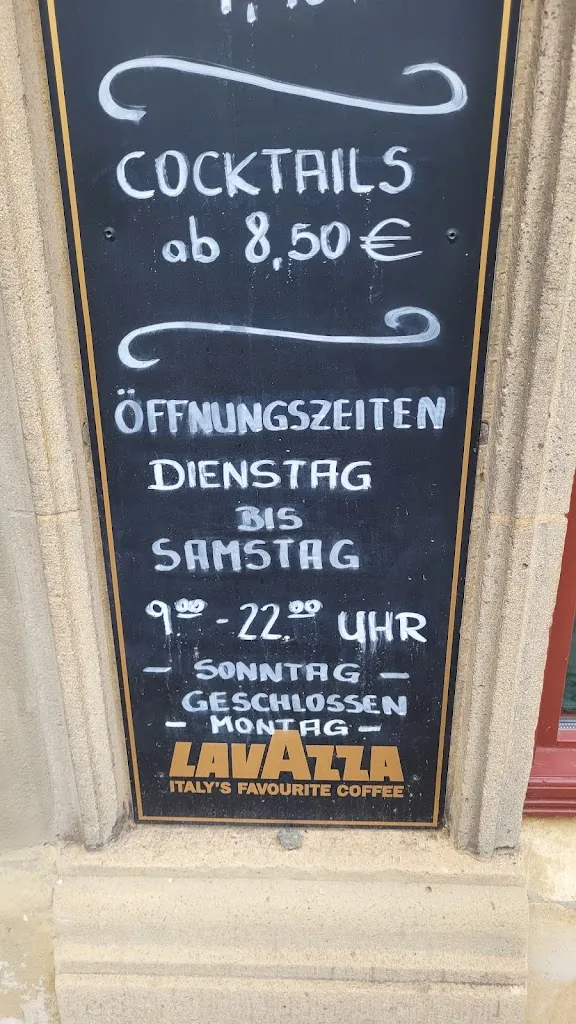 COCKTAILS
ab 8,50 €
ÖFFNUNGSZEITEN
DIENSTAG
BIS
SAMSTAG
9.00 - 22.00 UHR
- SONNTAG -
GESCHLOSSEN
- MONTAG -
LAVAZZA
ITALY'S FAVOURITE COFFEE